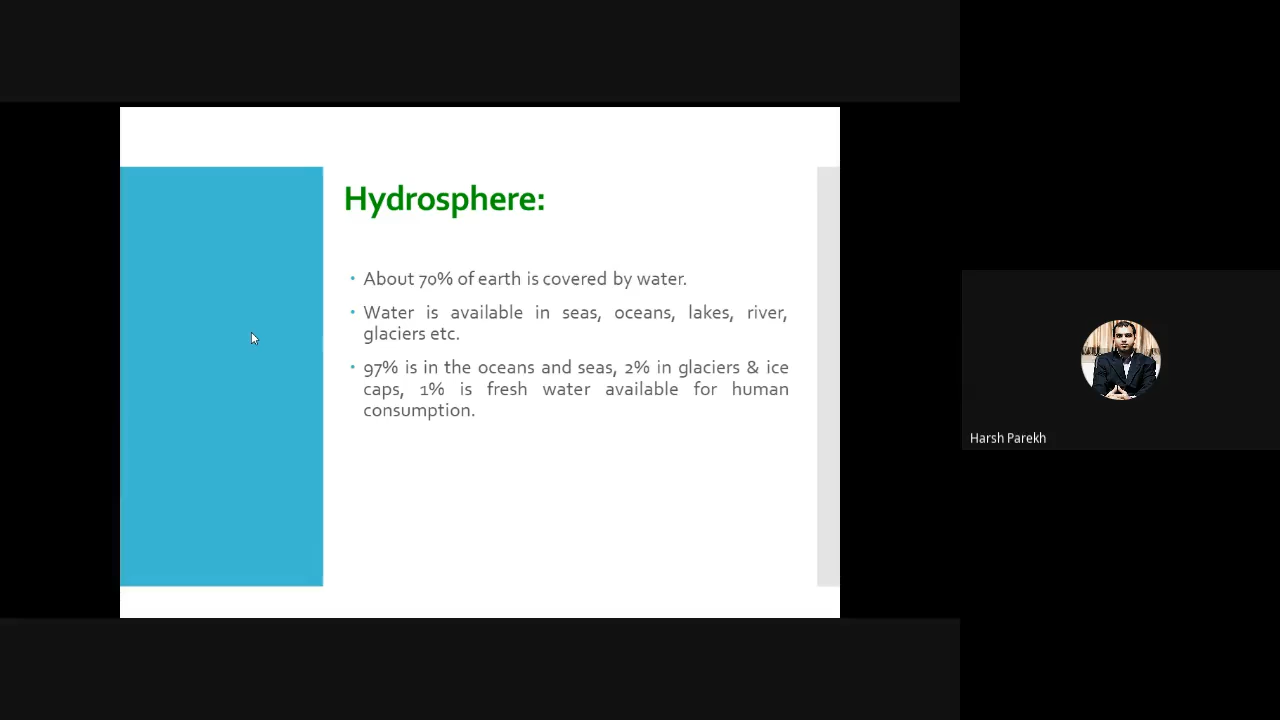 Hydrosphere:
• About 70% of earth is covered by water.
• Water is available in seas, oceans, lakes, river,
glaciers etc.
• 97% is in the oceans and seas, 2% in glaciers & ice
caps, 1% is fresh water available for human
consumption.
Harsh Parekh